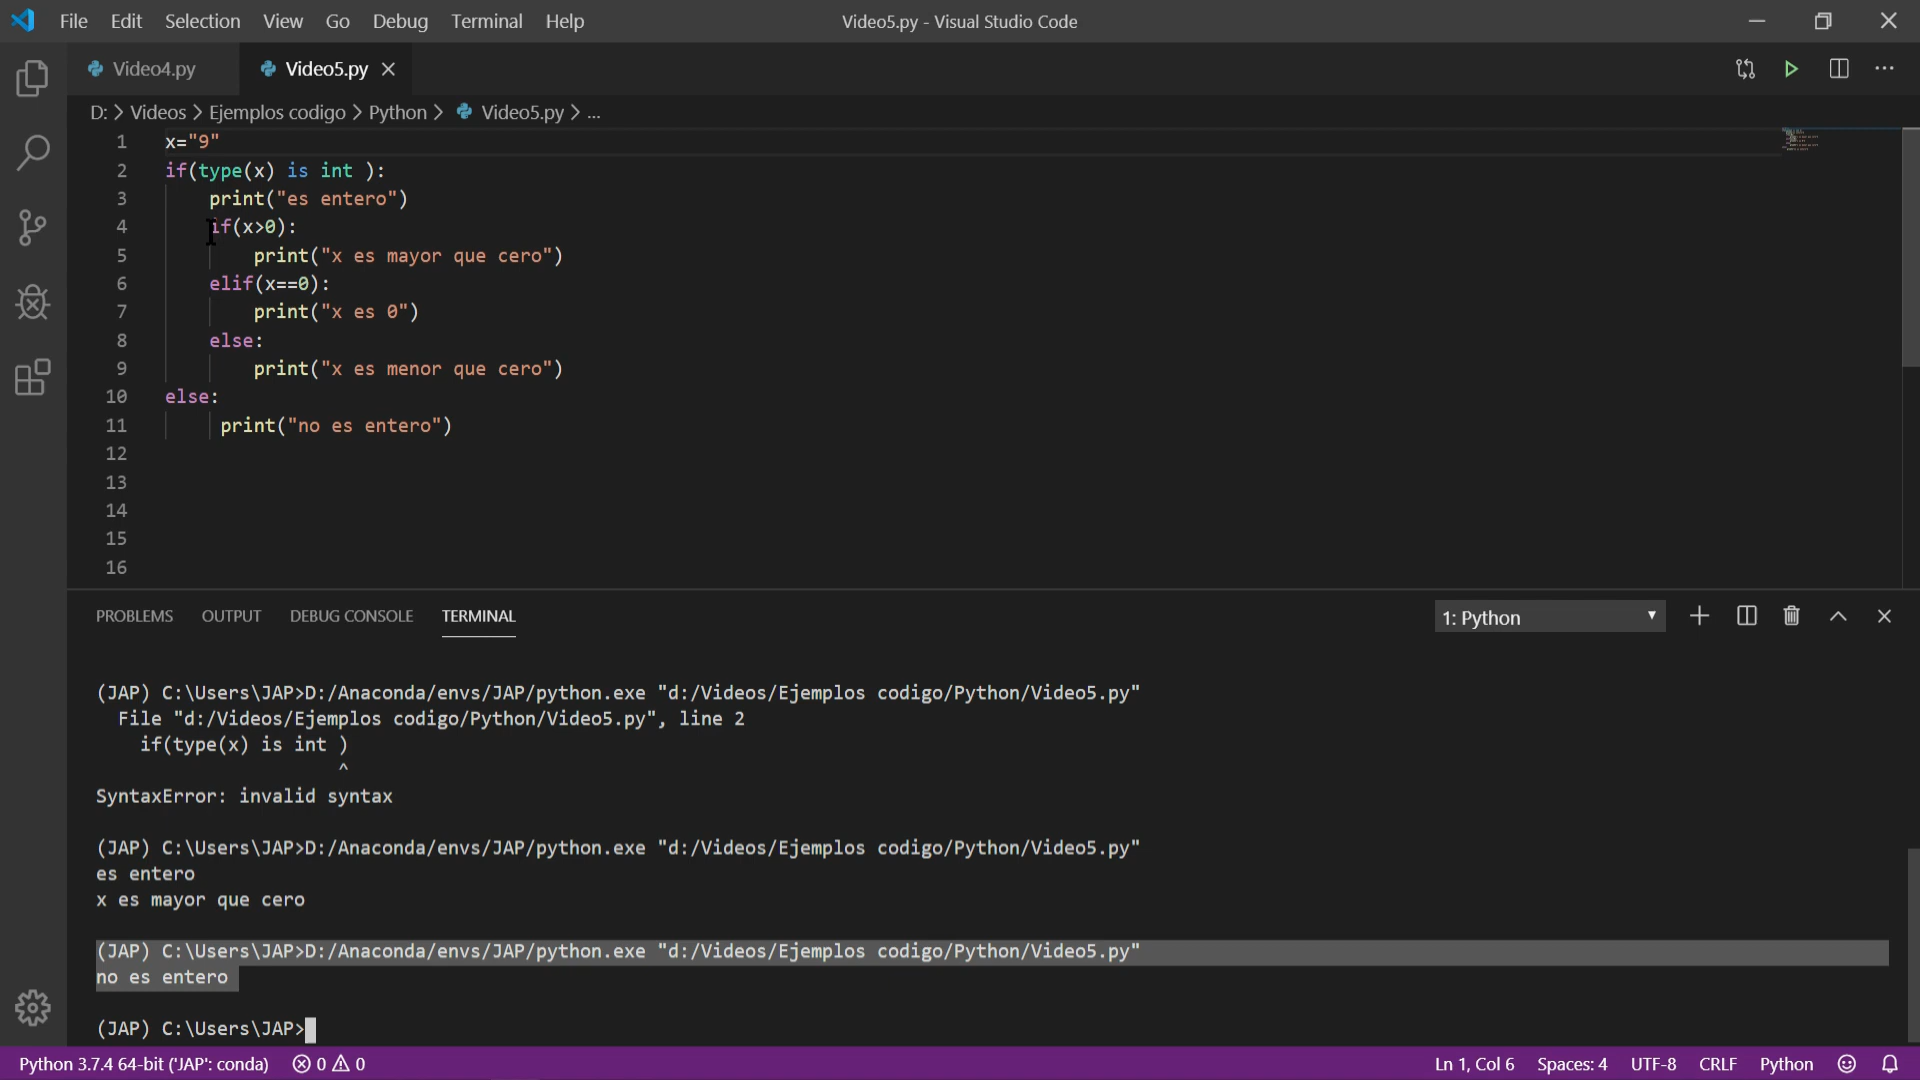 File Edit Selection View Go Debug Terminal Help Video5.py - Visual Studio Code
Video4.py Video5.py
D: > Videos > Ejemplos codigo > Python > Video5.py > ...
1 x="9"
2 if(type(x) is int ):
3 print("es entero")
4 if(x>0):
5 print("x es mayor que cero")
6 elif(x==0):
7 print("x es 0")
8 else:
9 print("x es menor que cero")
10 else:
11 print("no es entero")
12
13
14
15
16
PROBLEMS OUTPUT DEBUG CONSOLE TERMINAL 1: Python
(JAP) C:\Users\JAP>D:/Anaconda/envs/JAP/python.exe "d:/Videos/Ejemplos codigo/Python/Video5.py"
File "d:/Videos/Ejemplos codigo/Python/Video5.py", line 2
if(type(x) is int )
^
SyntaxError: invalid syntax
(JAP) C:\Users\JAP>D:/Anaconda/envs/JAP/python.exe "d:/Videos/Ejemplos codigo/Python/Video5.py"
es entero
x es mayor que cero
(JAP) C:\Users\JAP>D:/Anaconda/envs/JAP/python.exe "d:/Videos/Ejemplos codigo/Python/Video5.py"
no es entero
(JAP) C:\Users\JAP>
Python 3.7.4 64-bit ('JAP': conda) 0 0 Ln 1, Col 6 Spaces: 4 UTF-8 CRLF Python